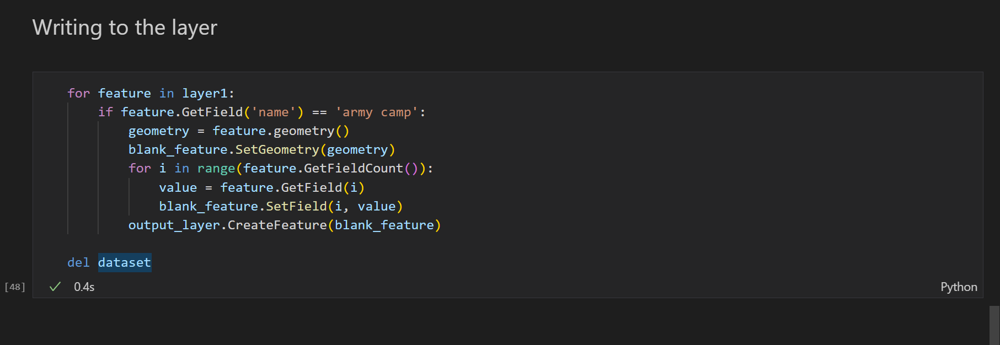 Writing to the layer
for feature in layer1:
    if feature.GetField('name') == 'army camp':
        geometry = feature.geometry()
        blank_feature.SetGeometry(geometry)
        for i in range(feature.GetFieldCount()):
            value = feature.GetField(i)
            blank_feature.SetField(i, value)
        output_layer.CreateFeature(blank_feature)
del dataset
[48] 0.4s Python